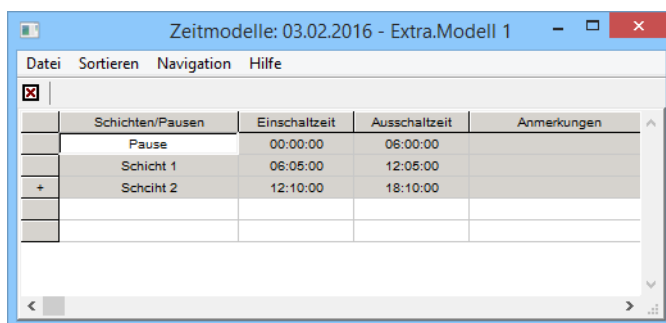 Zeitmodelle: 03.02.2016 - Extra.Modell 1
Datei Sortieren Navigation Hilfe
Schichten/Pausen Einschaltzeit Ausschaltzeit Anmerkungen
Pause 00:00:00 06:00:00
Schicht 1 06:05:00 12:05:00
+ Schciht 2 12:10:00 18:10:00